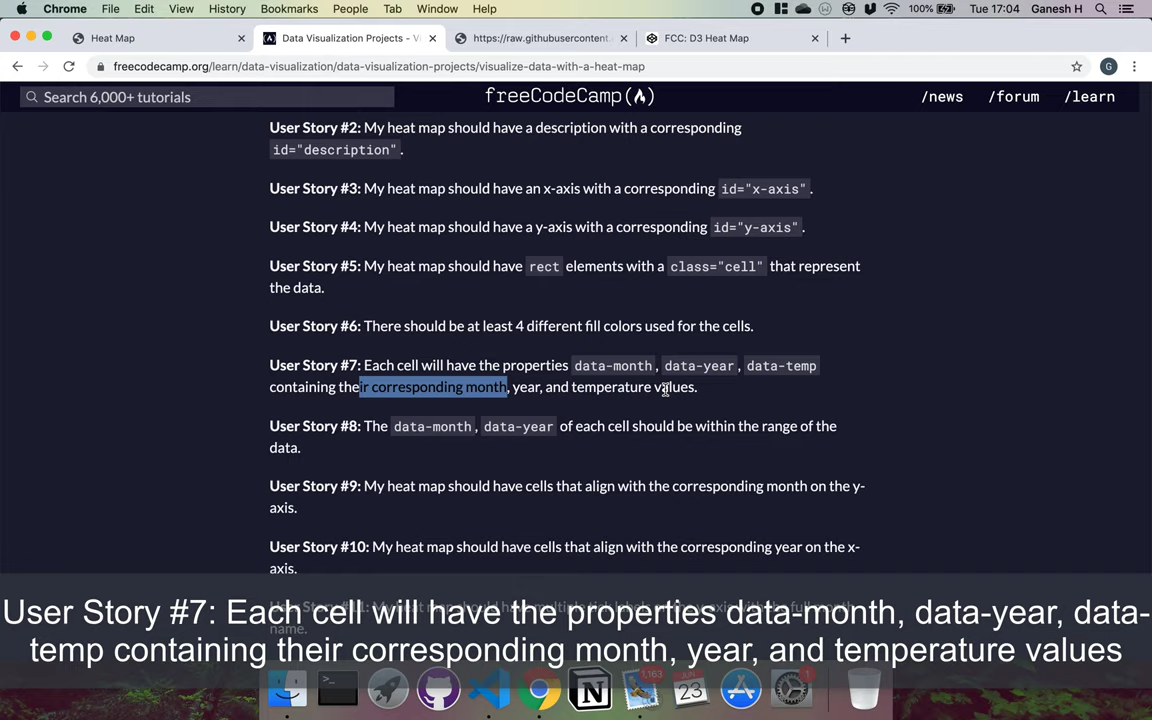 Chrome File Edit View History Bookmarks People Tab Window Help 100% Tue 17:04 Ganesh H
Heat Map
Data Visualization Projects - V
https://raw.githubusercontent.
FCC: D3 Heat Map
freecodecamp.org/learn/data-visualization/data-visualization-projects/visualize-data-with-a-heat-map
G
Search 6,000+ tutorials
freeCodeCamp
/news /forum /learn
User Story #2: My heat map should have a description with a corresponding
id="description".
User Story #3: My heat map should have an x-axis with a corresponding id="x-axis".
User Story #4: My heat map should have a y-axis with a corresponding id="y-axis".
User Story #5: My heat map should have rect elements with a class="cell" that represent
the data.
User Story #6: There should be at least 4 different fill colors used for the cells.
User Story #7: Each cell will have the properties data-month, data-year, data-temp
containing their corresponding month, year, and temperature values.
User Story #8: The data-month, data-year of each cell should be within the range of the
data.
User Story #9: My heat map should have cells that align with the corresponding month on the y-
axis.
User Story #10: My heat map should have cells that align with the corresponding year on the x-
axis.
name.
User Story #7: Each cell will have the properties data-month, data-year, data-
temp containing their corresponding month, year, and temperature values
1,163
JUN
23
1